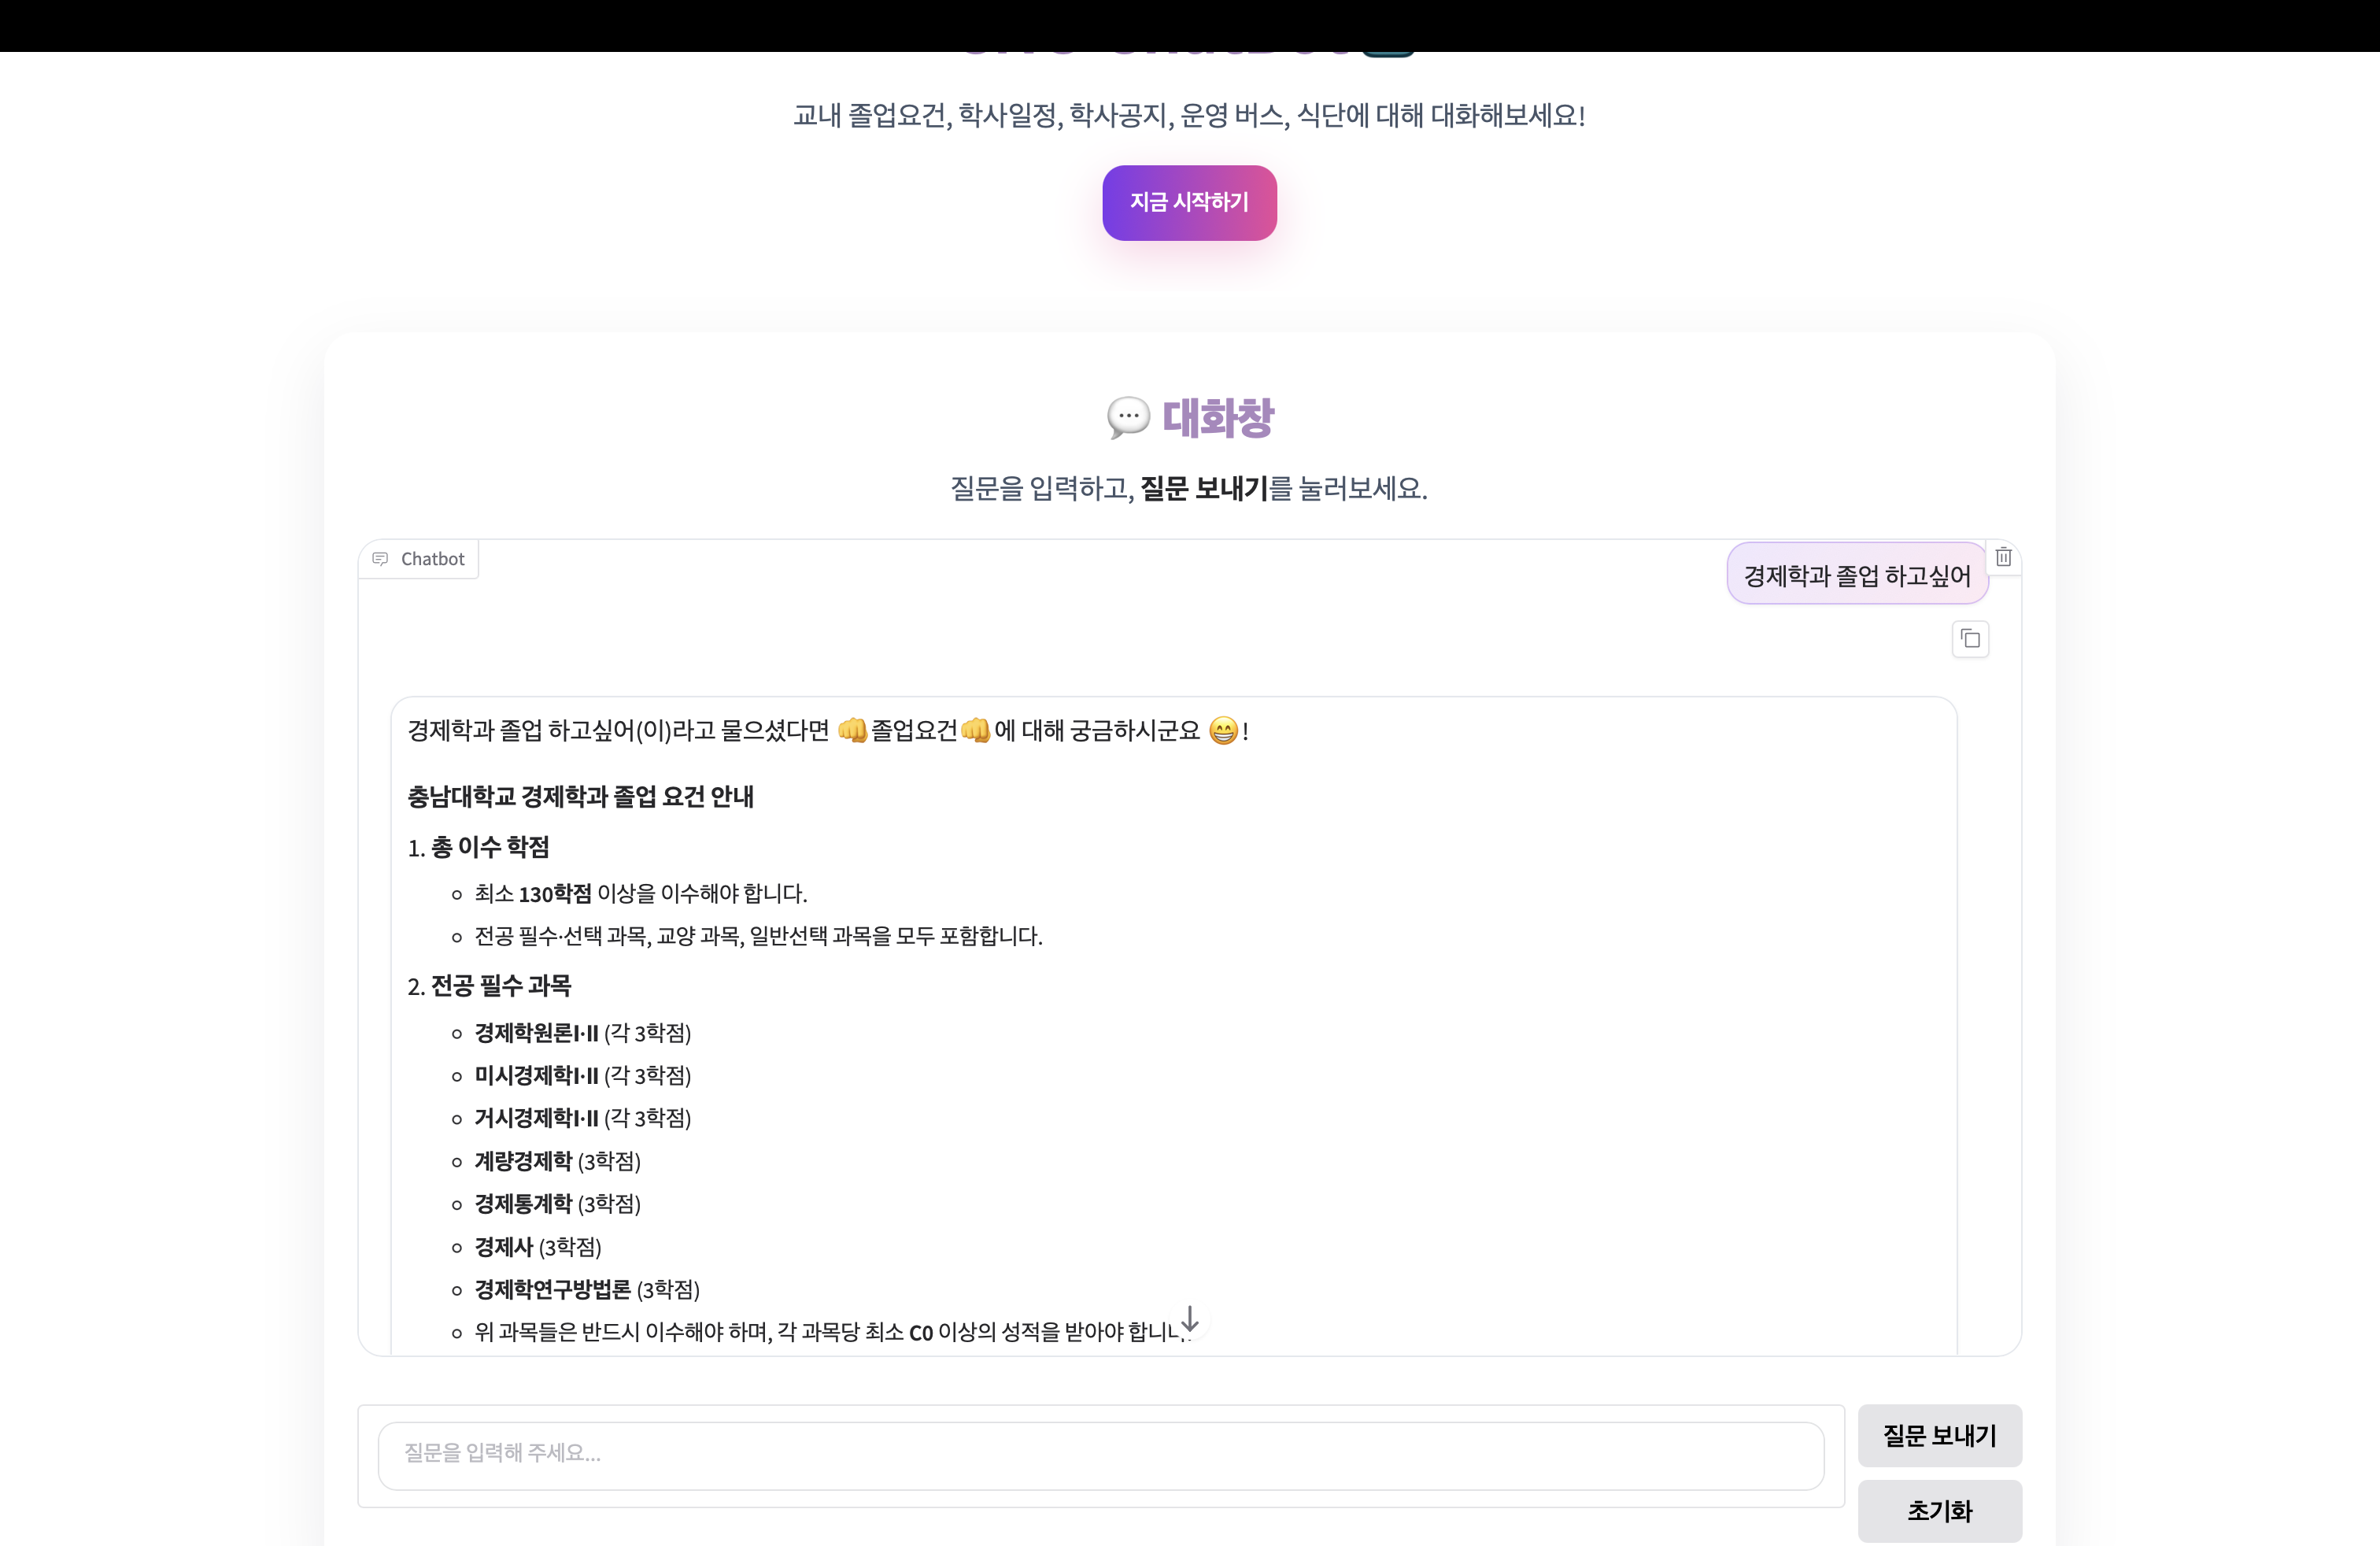 교내 졸업요건, 학사일정, 학사공지, 운영 버스, 식단에 대해 대화해보세요!
지금 시작하기
💬 대화창
질문을 입력하고, 질문 보내기를 눌러보세요.
Chatbot
경제학과 졸업 하고싶어
경제학과 졸업 하고싶어(이)라고 물으셨다면 👊졸업요건👊에 대해 궁금하시군요 😁!
충남대학교 경제학과 졸업 요건 안내
1. 총 이수 학점
최소 130학점 이상을 이수해야 합니다.
전공 필수·선택 과목, 교양 과목, 일반선택 과목을 모두 포함합니다.
2. 전공 필수 과목
경제학원론I·II (각 3학점)
미시경제학I·II (각 3학점)
거시경제학I·II (각 3학점)
계량경제학 (3학점)
경제통계학 (3학점)
경제사 (3학점)
경제학연구방법론 (3학점)
위 과목들은 반드시 이수해야 하며, 각 과목당 최소 C0 이상의 성적을 받아야 합니다.
질문을 입력해 주세요...
질문 보내기
초기화